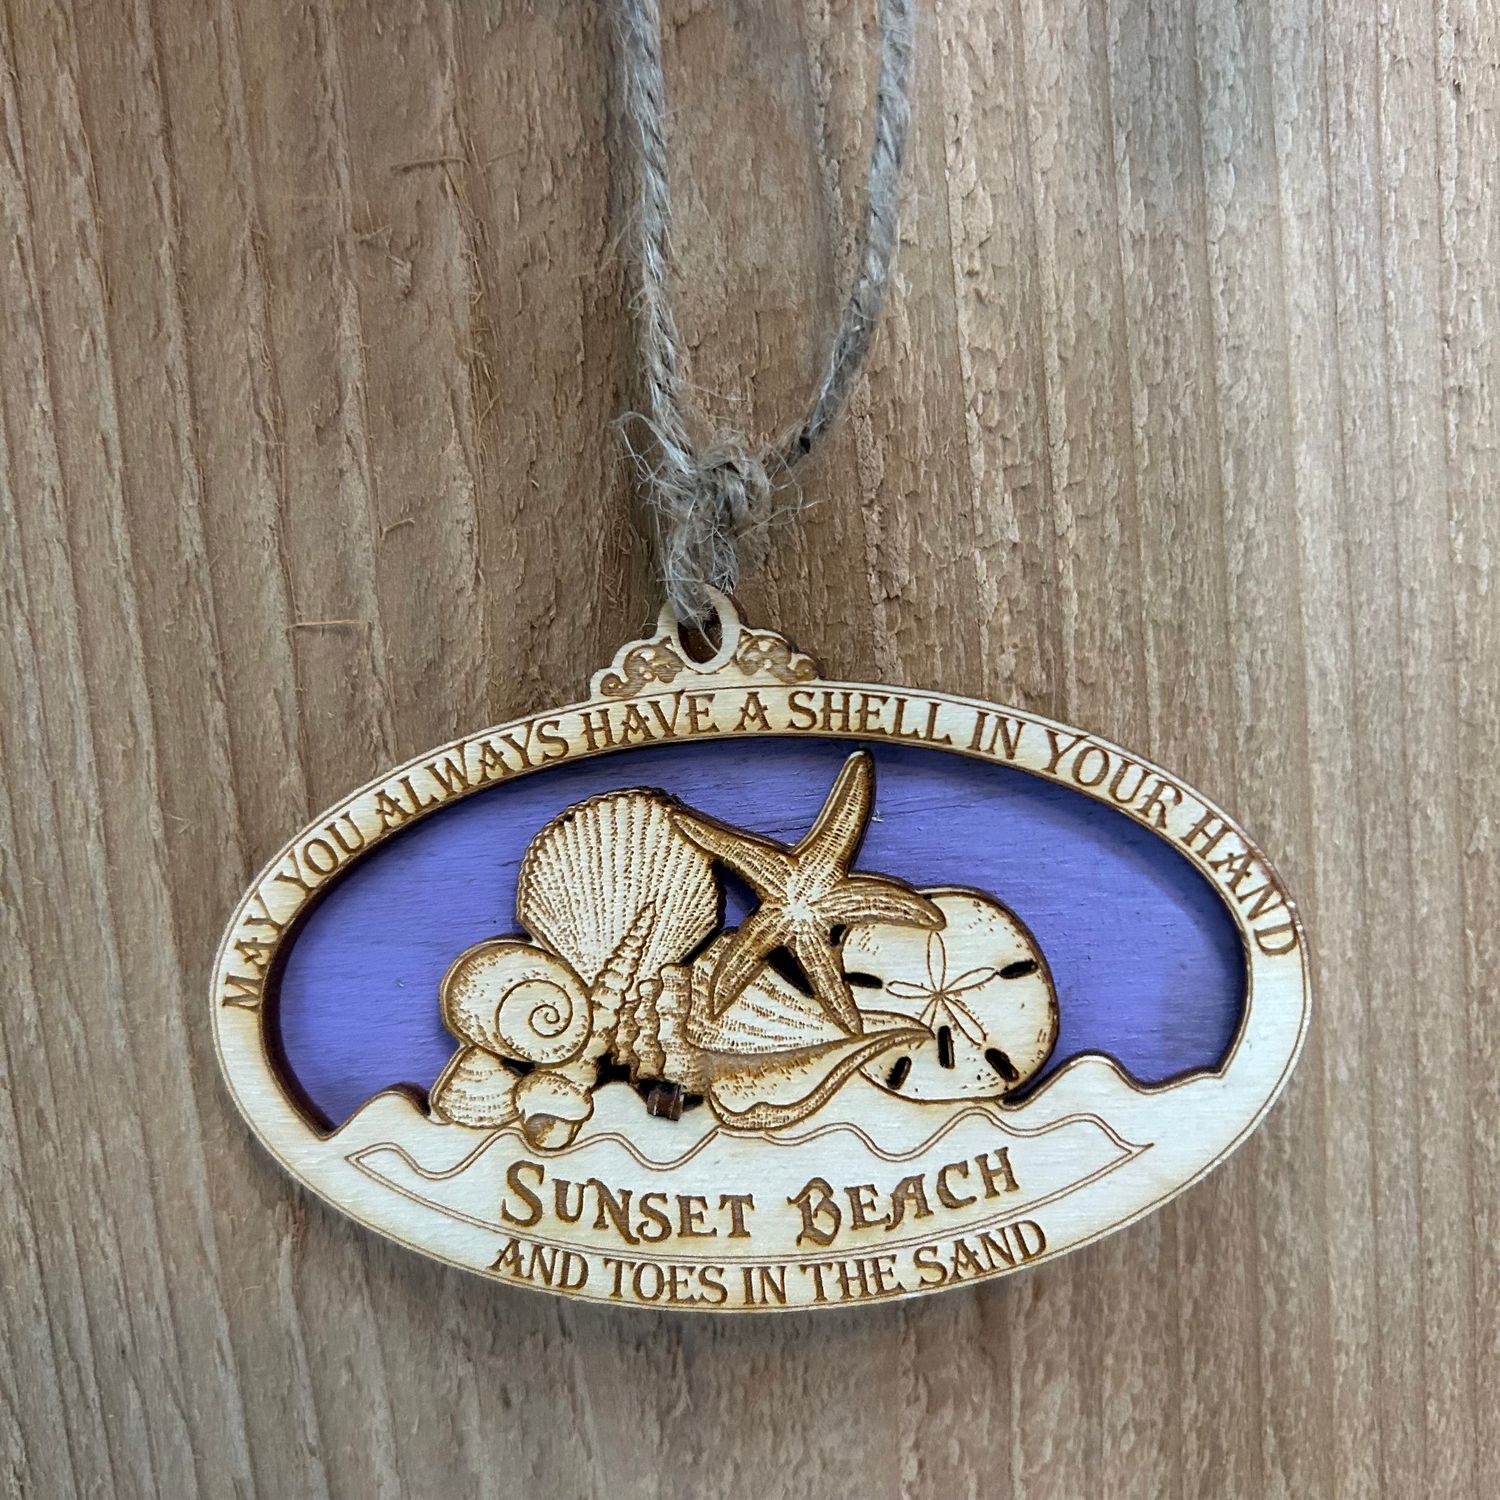 MAY YOU ALWAYS HAVE A SHELL IN YOUR HAND
SUNSET BEACH
AND TOES IN THE SAND